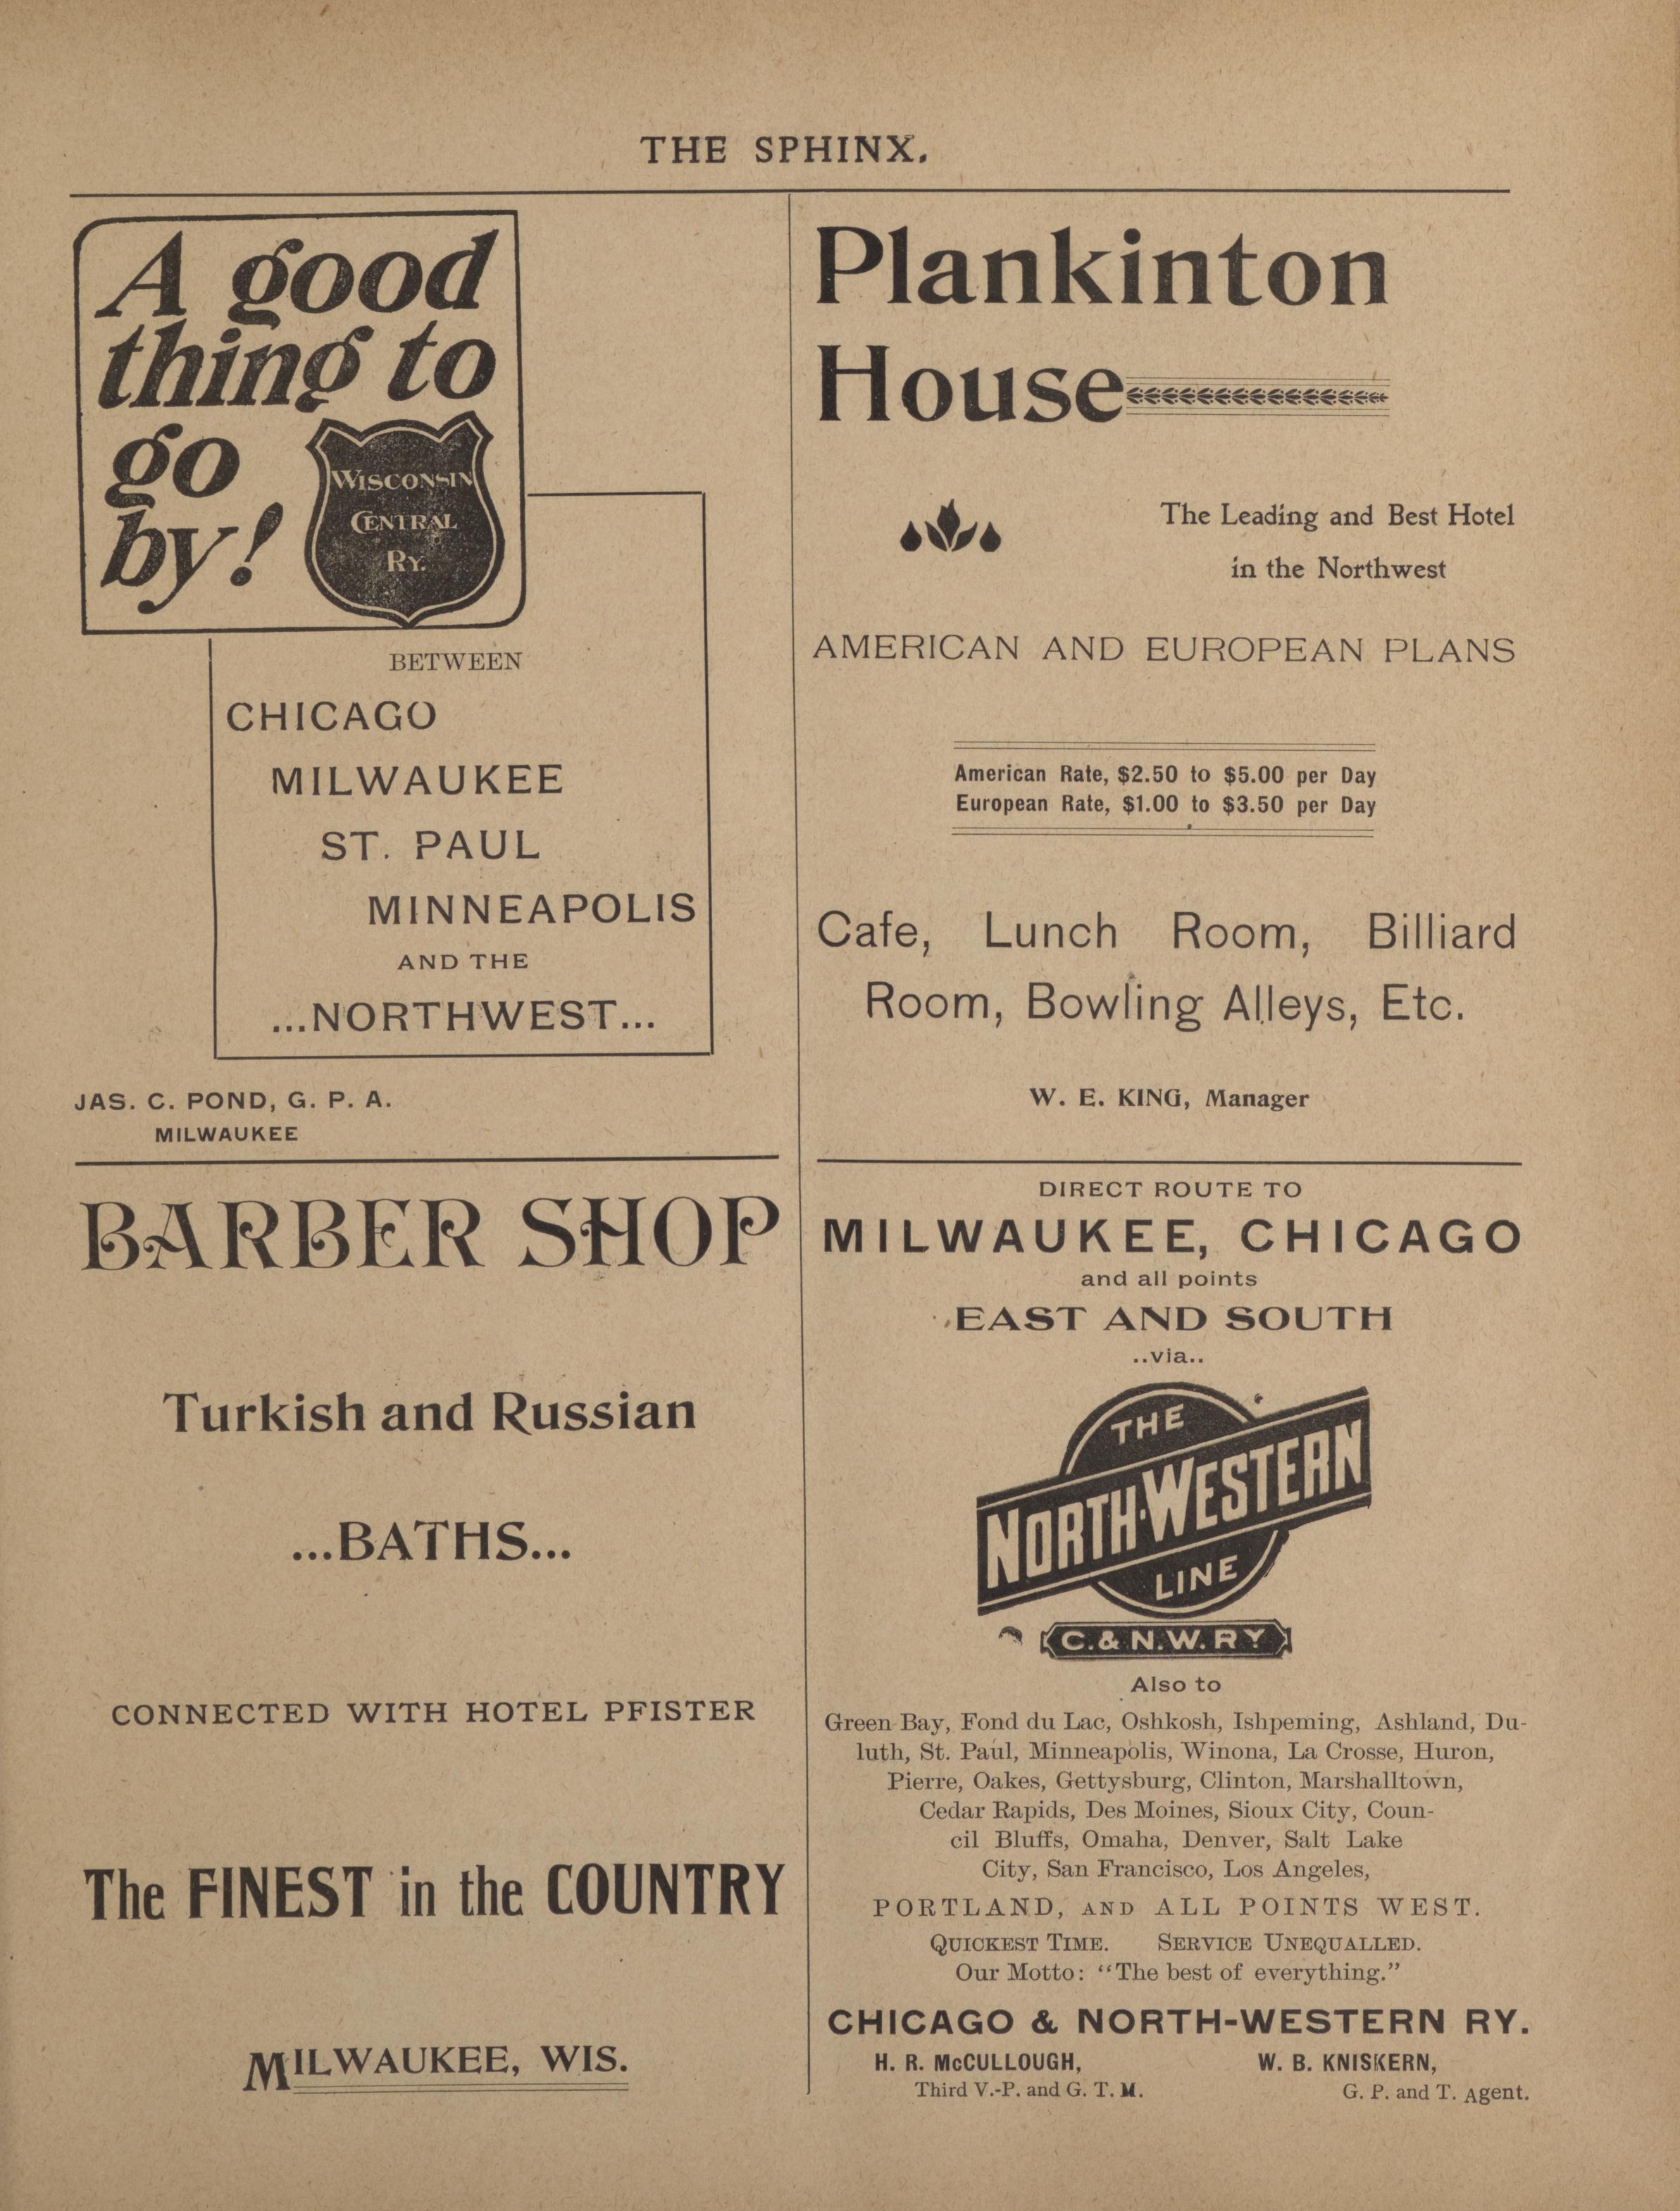 THE SPHINX.
A good
thing to
go
by!
WISCONSIN
CENTRAL
RY.
BETWEEN
CHICAGO
MILWAUKEE
ST. PAUL
MINNEAPOLIS
AND THE
...NORTHWEST...
JAS. C. POND, G. P. A.
MILWAUKEE
BARBER SHOP
Turkish and Russian
...BATHS...
CONNECTED WITH HOTEL PFISTER
The FINEST in the COUNTRY
MILWAUKEE, WIS.
Plankinton
House
The Leading and Best Hotel
in the Northwest
AMERICAN AND EUROPEAN PLANS
American Rate, $2.50 to $5.00 per Day
European Rate, $1.00 to $3.50 per Day
Cafe, Lunch Room, Billiard
Room, Bowling Alleys, Etc.
W. E. KING, Manager
DIRECT ROUTE TO
MILWAUKEE, CHICAGO
and all points
EAST AND SOUTH
..via..
THE
NORTH-WESTERN
LINE
C. & N. W. RY
Also to
Green Bay, Fond du Lac, Oshkosh, Ishpeming, Ashland, Du-
luth, St. Paul, Minneapolis, Winona, La Crosse, Huron,
Pierre, Oakes, Gettysburg, Clinton, Marshalltown,
Cedar Rapids, Des Moines, Sioux City, Coun-
cil Bluffs, Omaha, Denver, Salt Lake
City, San Francisco, Los Angeles,
PORTLAND, AND ALL POINTS WEST.
QUICKEST TIME. SERVICE UNEQUALLED.
Our Motto: "The best of everything."
CHICAGO & NORTH-WESTERN RY.
H. R. McCULLOUGH, W. B. KNISKERN,
Third V.-P. and G. T. M. G. P. and T. Agent.